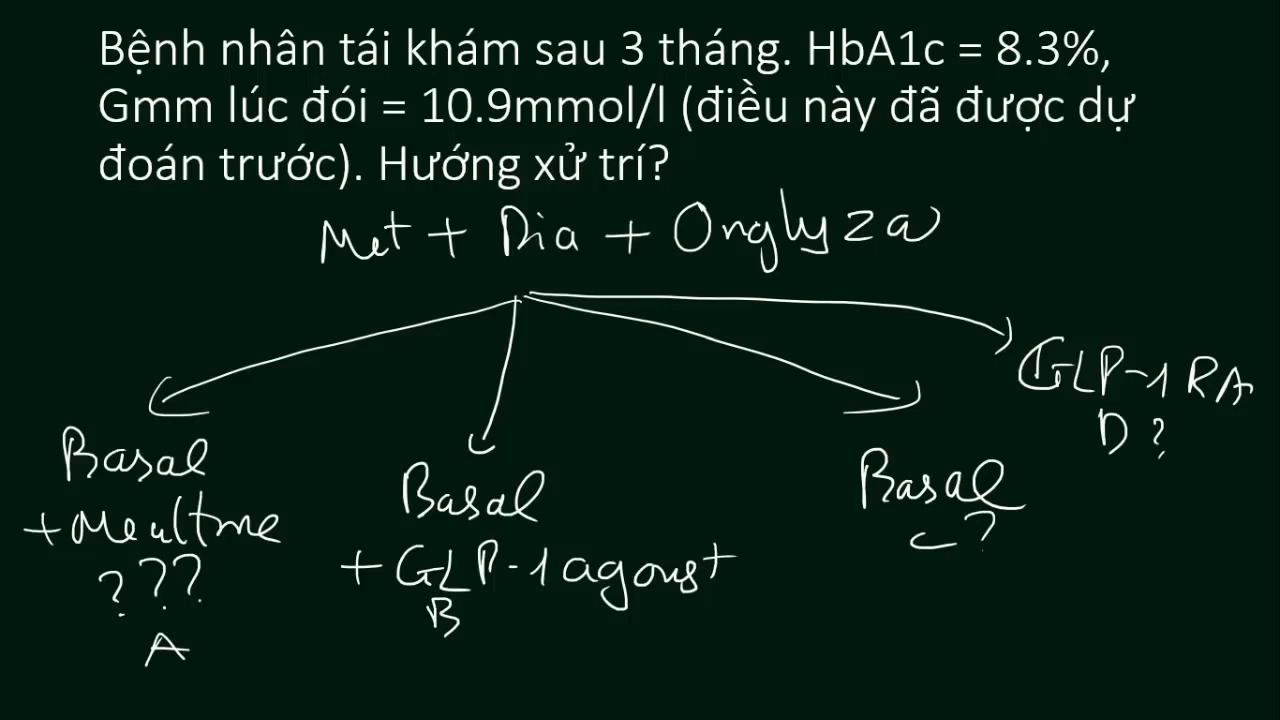 Bệnh nhân tái khám sau 3 tháng. HbA1c = 8.3%,
Gmm lúc đói = 10.9mmol/l (điều này đã được dự
đoán trước). Hướng xử trí?
Met + Dia + Onglyza
Basal
+ Mealtme
???
A
Basal
+ GLP-1 agonist
B
Basal
C?
GLP-1 RA
D?